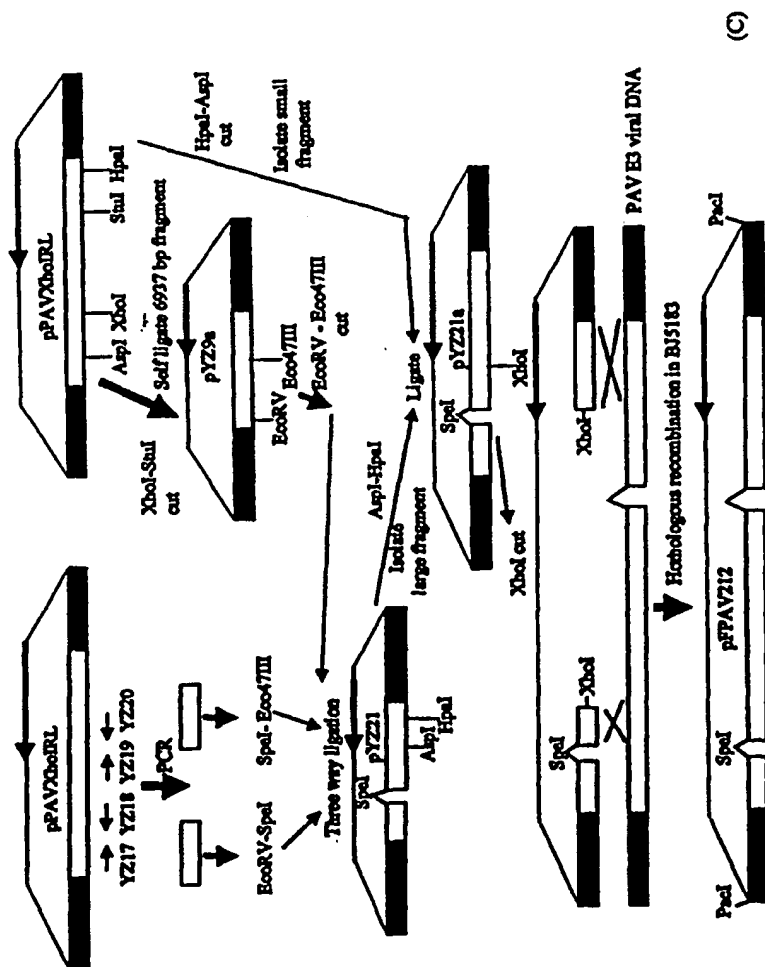 pPAVXhoIRL
YZ17 YZ18 YZ19 YZ20
PCR
EcoRV-SpeI
SpeI- Eco47III
Three way ligation
SpeI
pYZ21
AspI
HpaI
pPAVXhoIRL
AspI XhoI
StuI HpaI
XhoI-StuI
cut
Self ligate 6937 bp fragment
pYZ9a
EcoRV Eco47III
EcoRV - Eco47III
cut
HpaI-AspI
cut
Isolate small
fragment
Isolate
large fragment
AspI-HpaI
Ligate
SpeI
pYZ21a
XhoI
XhoI cut
SpeI
XhoI
XhoI
PAV E3 viral DNA
Homologous recombination in BJ5183
PacI
SpeI
pFPAV212
PacI
(C)